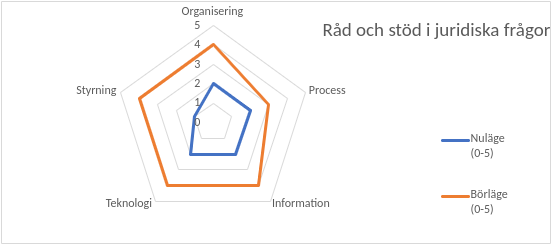 Organisering
Råd och stöd i juridiska frågor
5
4
3
2
1
0
Process
Styrning
Teknologi
Information
Nuläge
(0-5)
Börläge
(0-5)